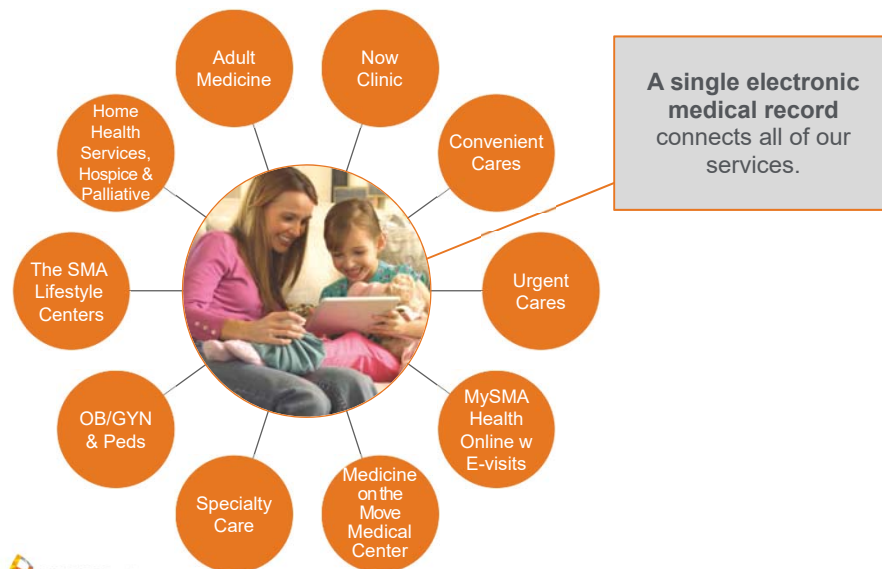 Adult
Medicine
Now
Clinic
A single electronic
medical record
connects all of our
services.
Home
Health
Services,
Hospice &
Palliative
Convenient
Cares
The SMA
Lifestyle
Centers
Urgent
Cares
OB/GYN
& Peds
MySMA
Health
Online w
E-visits
Specialty
Care
Medicine
on the
Move
Medical
Center